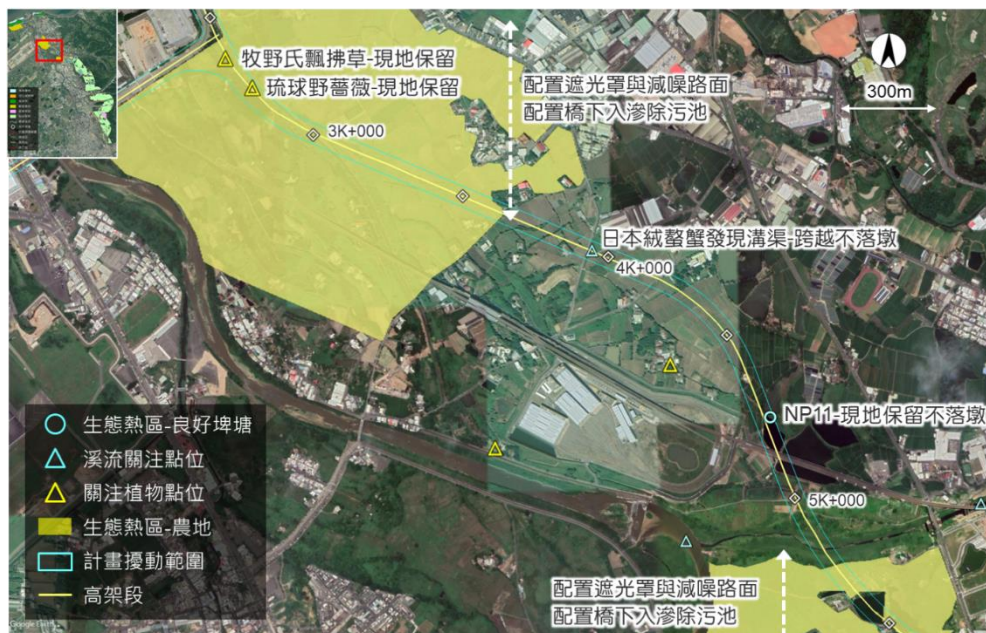 牧野氏飄拂草-現地保留
琉球野薔薇-現地保留
配置遮光罩與減噪路面
配置橋下入滲除污池
300m
3K+000
日本絨螯蟹發現溝渠-跨越不落墩
4K+000
NP11-現地保留不落墩
5K+000
生態熱區-良好埤塘
溪流關注點位
關注植物點位
生態熱區-農地
計畫擾動範圍
高架段
配置遮光罩與減噪路面
配置橋下入滲除污池
Google Earth